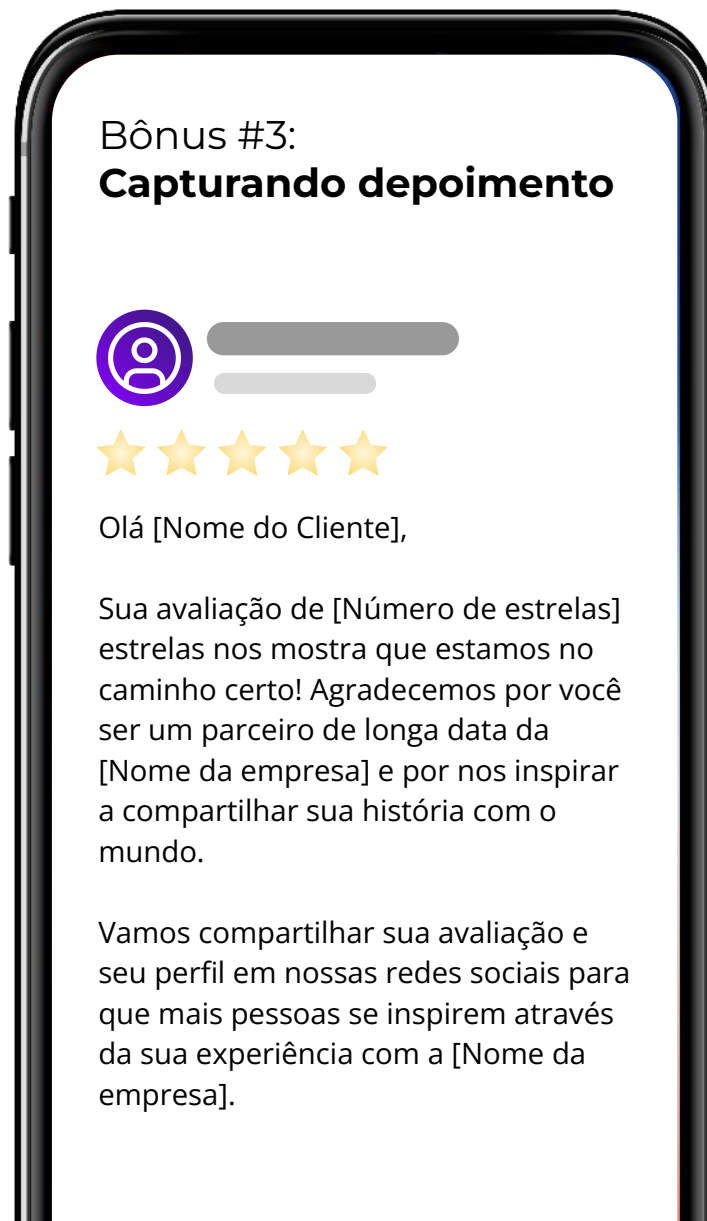 Bônus #3:
Capturando depoimento
Olá [Nome do Cliente],
Sua avaliação de [Número de estrelas]
estrelas nos mostra que estamos no
caminho certo! Agradecemos por você
ser um parceiro de longa data da
[Nome da empresa] e por nos inspirar
a compartilhar sua história com o
mundo.
Vamos compartilhar sua avaliação e
seu perfil em nossas redes sociais para
que mais pessoas se inspirem através
da sua experiência com a [Nome da
empresa].